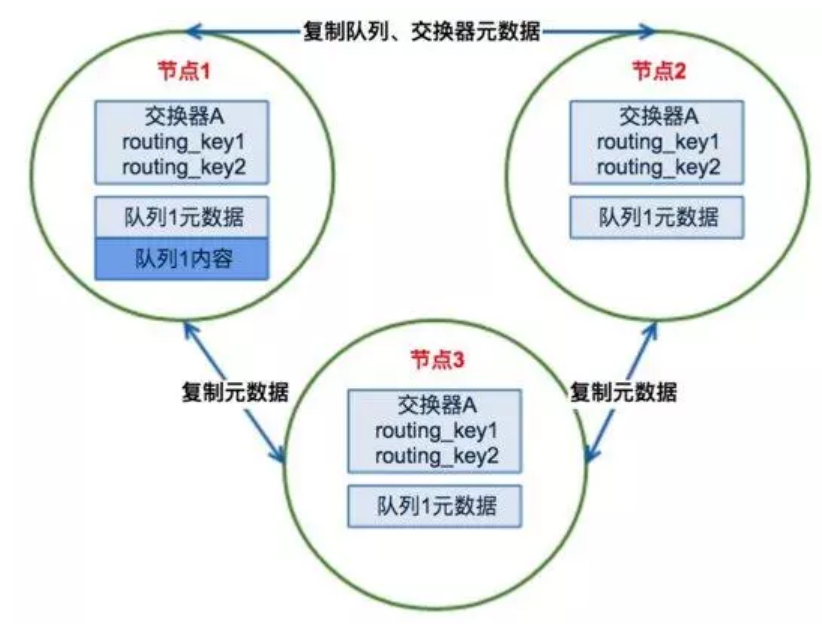 复制队列、交换器元数据
节点1
交换器A
routing_key1
routing_key2
队列1元数据
队列1内容
节点2
交换器A
routing_key1
routing_key2
队列1元数据
复制元数据
复制元数据
节点3
交换器A
routing_key1
routing_key2
队列1元数据